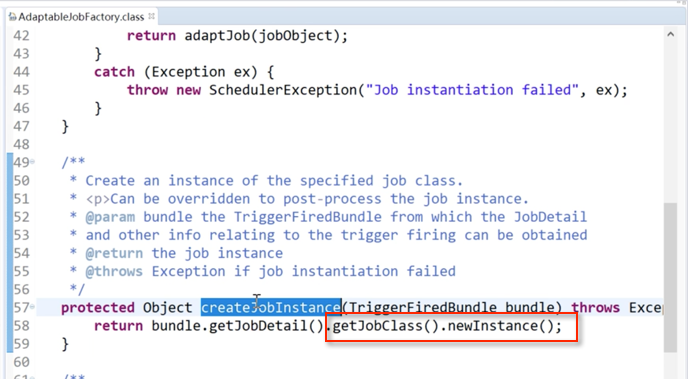 AdaptableJobFactory.class
42 return adaptJob(jobObject);
43 }
44 catch (Exception ex) {
45 throw new SchedulerException("Job instantiation failed", ex);
46 }
47 }
48
49 /**
50 * Create an instance of the specified job class.
51 * <p>Can be overridden to post-process the job instance.
52 * @param bundle the TriggerFiredBundle from which the JobDetail
53 * and other info relating to the trigger firing can be obtained
54 * @return the job instance
55 * @throws Exception if job instantiation failed
56 */
57 protected Object createJobInstance(TriggerFiredBundle bundle) throws Exce
58 return bundle.getJobDetail().getJobClass().newInstance();
59 }
60
61 /**